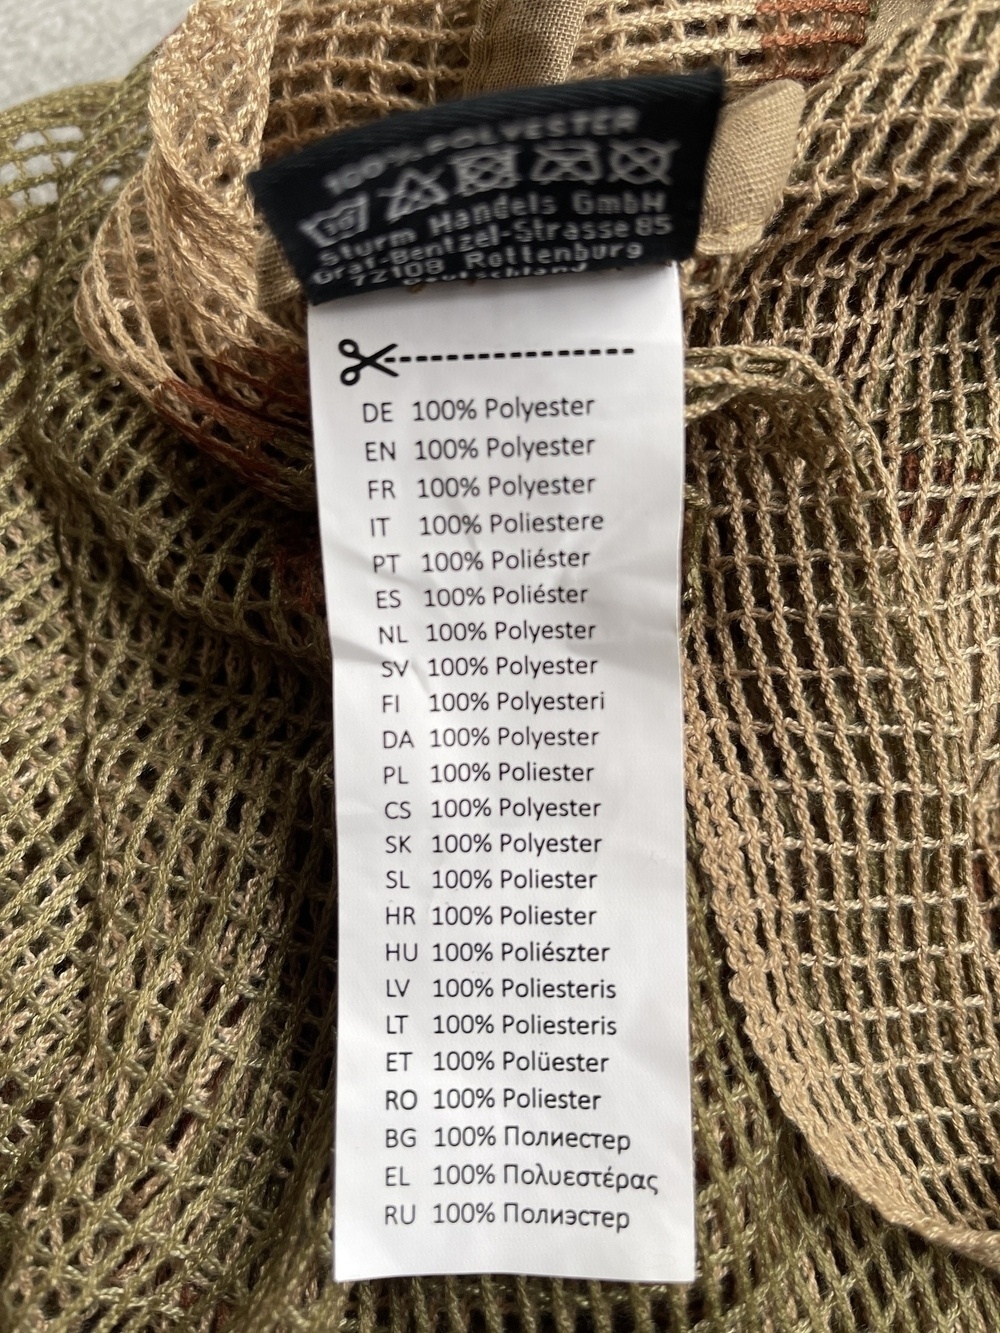 100% POLYESTER
30
Sturm Handels GmbH
Graf-Bentzel-Strasse 85
72108 Rottenburg
Deutschland
DE 100% Polyester
EN 100% Polyester
FR 100% Polyester
IT 100% Poliestere
PT 100% Poliéster
ES 100% Poliéster
NL 100% Polyester
SV 100% Polyester
FI 100% Polyesteri
DA 100% Polyester
PL 100% Poliester
CS 100% Polyester
SK 100% Polyester
SL 100% Poliester
HR 100% Poliester
HU 100% Poliészter
LV 100% Poliesteris
LT 100% Poliesteris
ET 100% Polüester
RO 100% Poliester
BG 100% Полиестер
EL 100% Πολυεστέρας
RU 100% Полиэстер